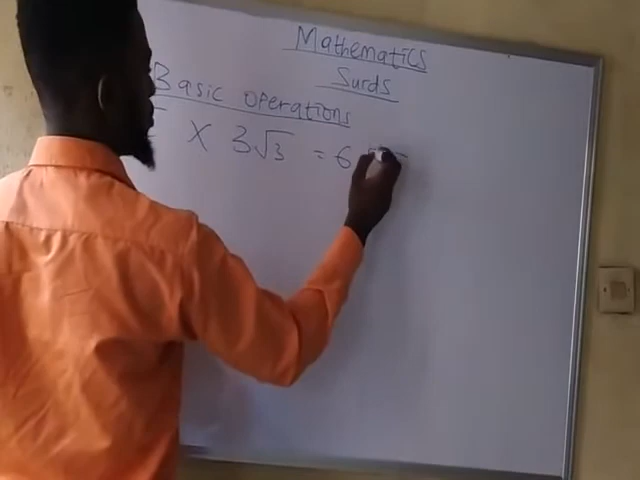 Mathematics
Surds
Basic Operations
× 3√3 = 6